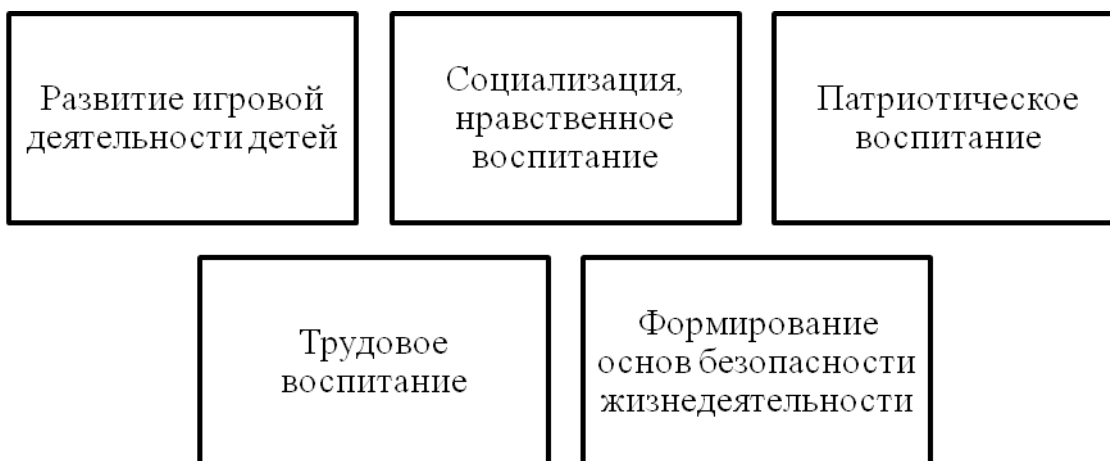 Развитие игровой
деятельности детей
Социализация,
нравственное
воспитание
Патриотическое
воспитание
Трудовое
воспитание
Формирование
основ безопасности
жизнедеятельности